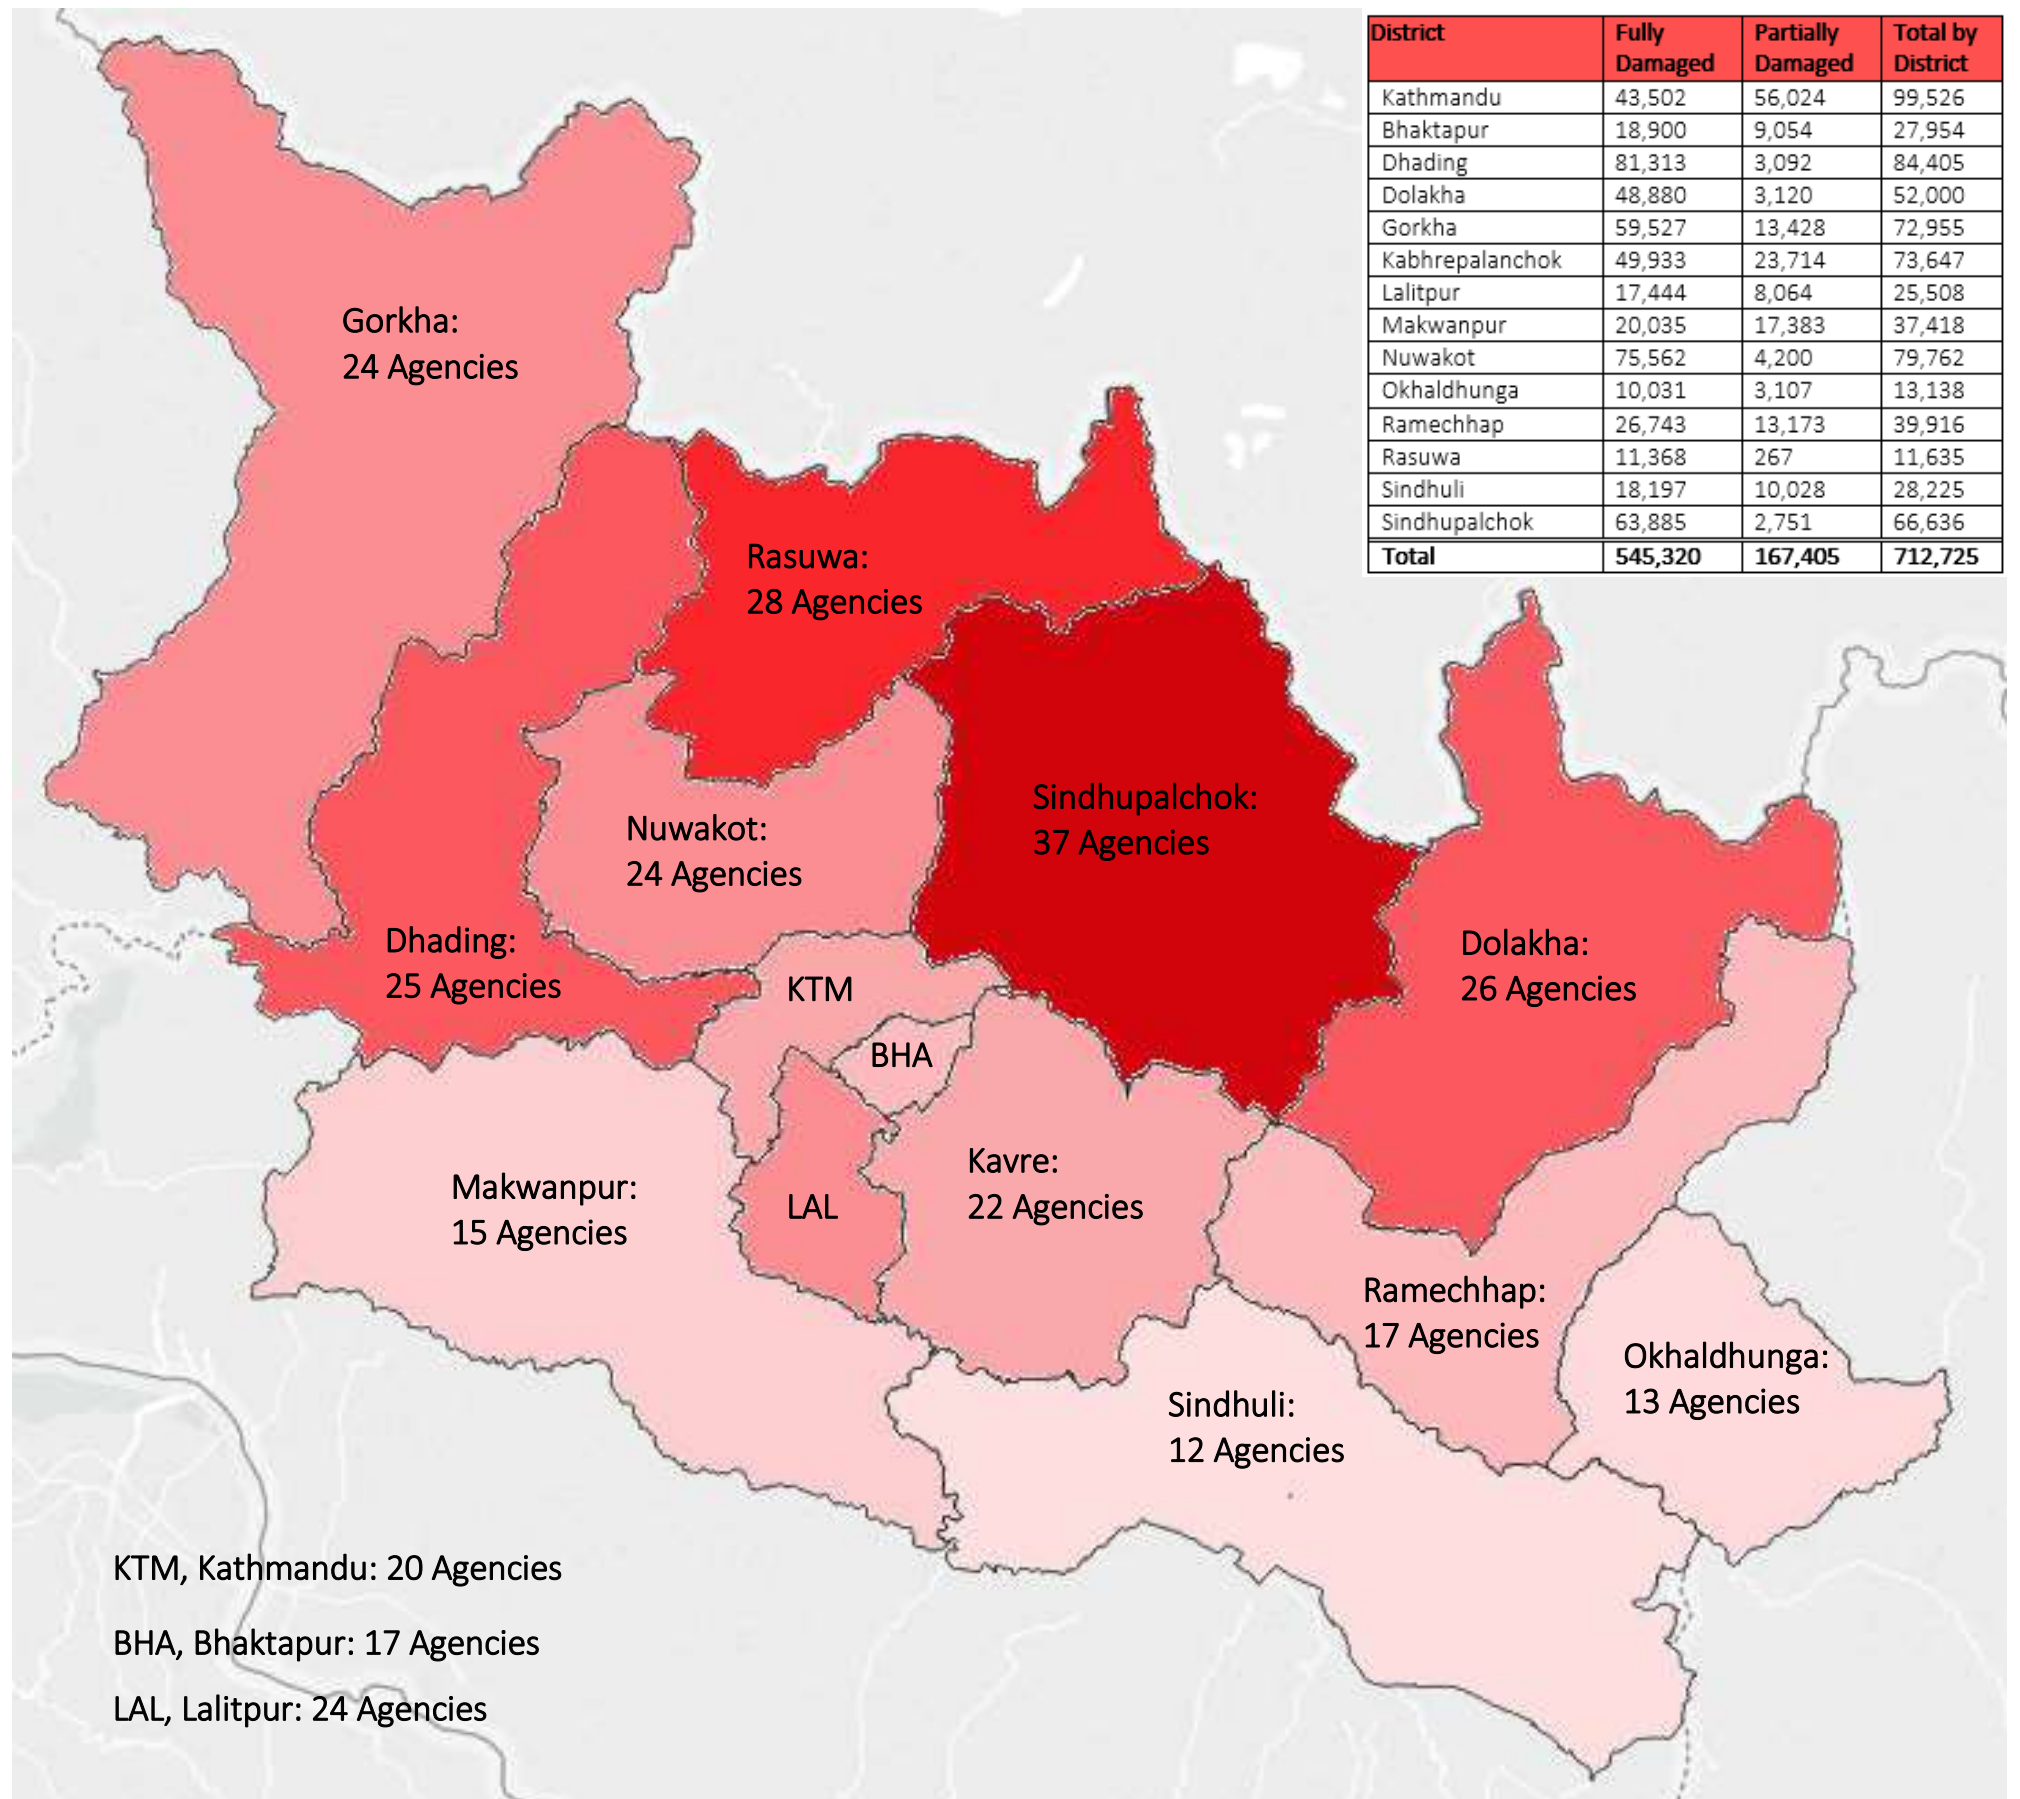 District Fully Damaged Partially Damaged Total by District
Kathmandu 43,502 56,024 99,526
Bhaktapur 18,900 9,054 27,954
Dhading 81,313 3,092 84,405
Dolakha 48,880 3,120 52,000
Gorkha 59,527 13,428 72,955
Kabhrepalanchok 49,933 23,714 73,647
Lalitpur 17,444 8,064 25,508
Makwanpur 20,035 17,383 37,418
Nuwakot 75,562 4,200 79,762
Okhaldhunga 10,031 3,107 13,138
Ramechhap 26,743 13,173 39,916
Rasuwa 11,368 267 11,635
Sindhuli 18,197 10,028 28,225
Sindhupalchok 63,885 2,751 66,636
Total 545,320 167,405 712,725
Gorkha:
24 Agencies
Rasuwa:
28 Agencies
Sindhupalchok:
37 Agencies
Nuwakot:
24 Agencies
Dhading:
25 Agencies
Dolakha:
26 Agencies
KTM
BHA
Kavre:
22 Agencies
Makwanpur:
15 Agencies
LAL
Ramechhap:
17 Agencies
Okhaldhunga:
13 Agencies
Sindhuli:
12 Agencies
KTM, Kathmandu: 20 Agencies
BHA, Bhaktapur: 17 Agencies
LAL, Lalitpur: 24 Agencies